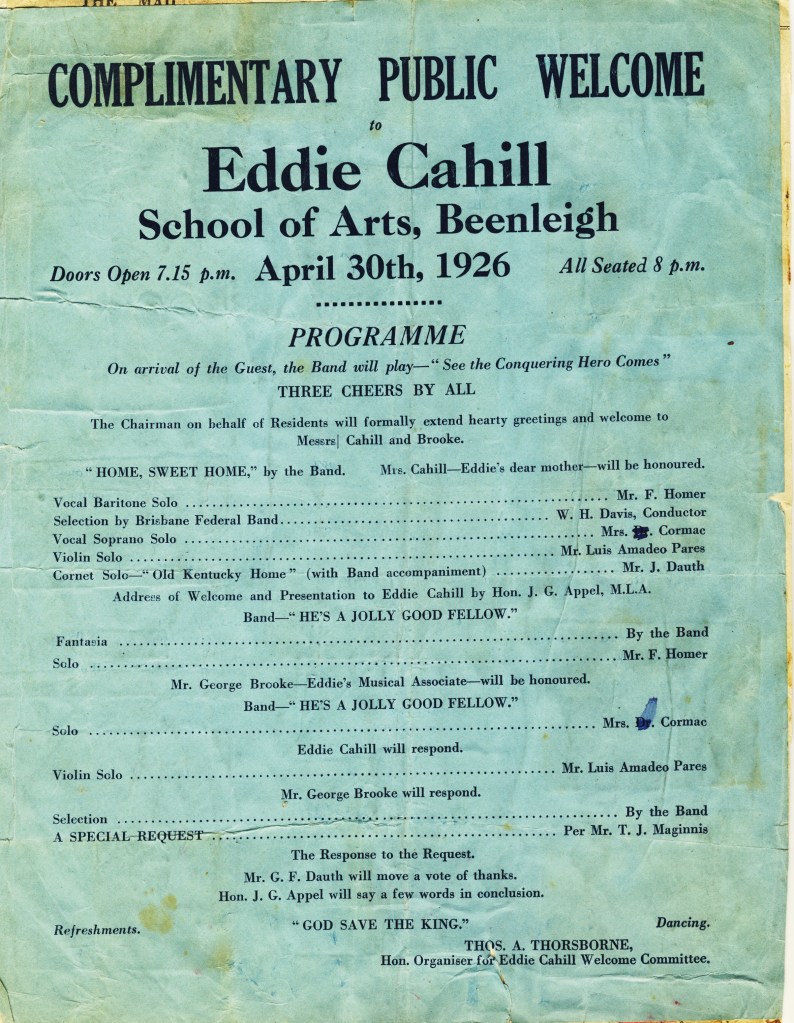 THE MAIL
COMPLIMENTARY PUBLIC WELCOME
to
Eddie Cahill
School of Arts, Beenleigh
Doors Open 7.15 p.m. April 30th, 1926 All Seated 8 p.m.
PROGRAMME
On arrival of the Guest, the Band will play—“See the Conquering Hero Comes”
THREE CHEERS BY ALL
The Chairman on behalf of Residents will formally extend hearty greetings and welcome to
Messrs| Cahill and Brooke.
“HOME, SWEET HOME,” by the Band. Mrs. Cahill—Eddie's dear mother—will be honoured.
Vocal Baritone Solo ........ Mr. F. Homer
Selection by Brisbane Federal Band........ W. H. Davis, Conductor
Vocal Soprano Solo ........ Mrs. Dr. Cormac
Violin Solo ........ Mr. Luis Amadeo Pares
Cornet Solo—“Old Kentucky Home” (with Band accompaniment) ........ Mr. J. Dauth
Address of Welcome and Presentation to Eddie Cahill by Hon. J. G. Appel, M.L.A.
Band—“HE'S A JOLLY GOOD FELLOW.”
Fantasia ........ By the Band
Solo ........ Mr. F. Homer
Mr. George Brooke—Eddie's Musical Associate—will be honoured.
Band—“HE'S A JOLLY GOOD FELLOW.”
Solo ........ Mrs. Dr. Cormac
Eddie Cahill will respond.
Violin Solo ........ Mr. Luis Amadeo Pares
Mr. George Brooke will respond.
Selection ........ By the Band
A SPECIAL REQUEST ........ Per Mr. T. J. Maginnis
The Response to the Request.
Mr. G. F. Dauth will move a vote of thanks.
Hon. J. G. Appel will say a few words in conclusion.
Refreshments. “GOD SAVE THE KING.” Dancing.
THOS. A. THORSBORNE,
Hon. Organiser for Eddie Cahill Welcome Committee.